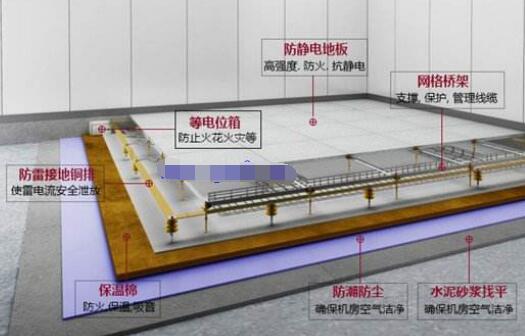 防静电地板
高强度, 防火, 抗静电
网格桥架
支撑, 保护, 管理线缆
等电位箱
防止火花火灾等
防雷接地铜排
使雷电流安全泄放
保温棉
防火,保温,吸音
防潮防尘
确保机房空气洁净
水泥砂浆找平
确保机房空气洁净